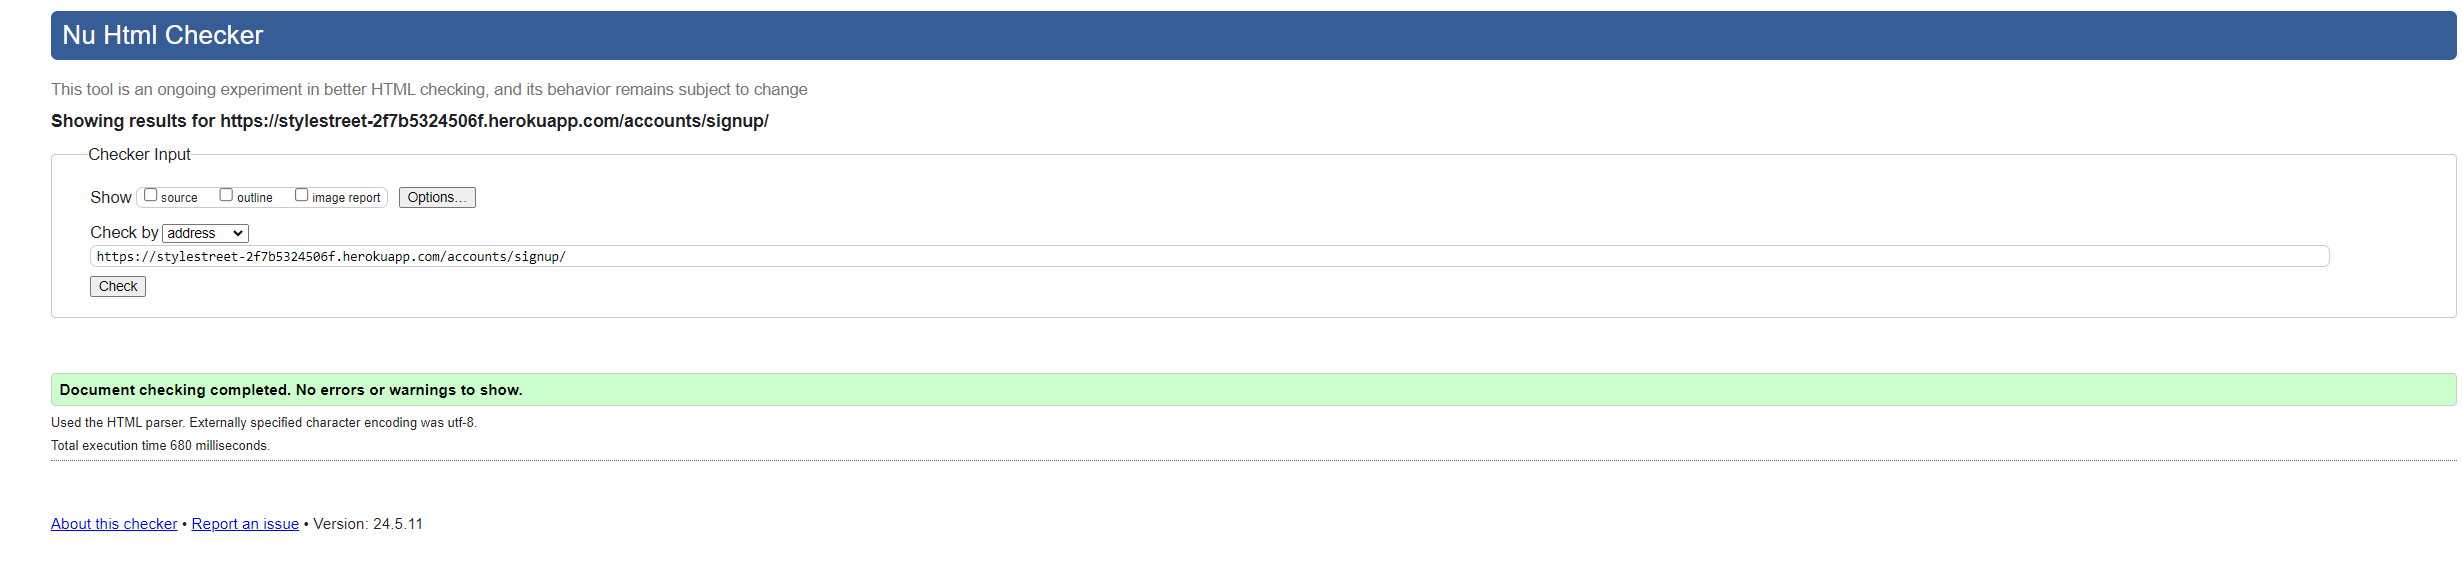 Nu Html Checker
This tool is an ongoing experiment in better HTML checking, and its behavior remains subject to change
Showing results for https://stylestreet-2f7b5324506f.herokuapp.com/accounts/signup/
Checker Input
Show source outline image report Options...
Check by address
https://stylestreet-2f7b5324506f.herokuapp.com/accounts/signup/
Check
Document checking completed. No errors or warnings to show.
Used the HTML parser. Externally specified character encoding was utf-8.
Total execution time 680 milliseconds.
About this checker • Report an issue • Version: 24.5.11